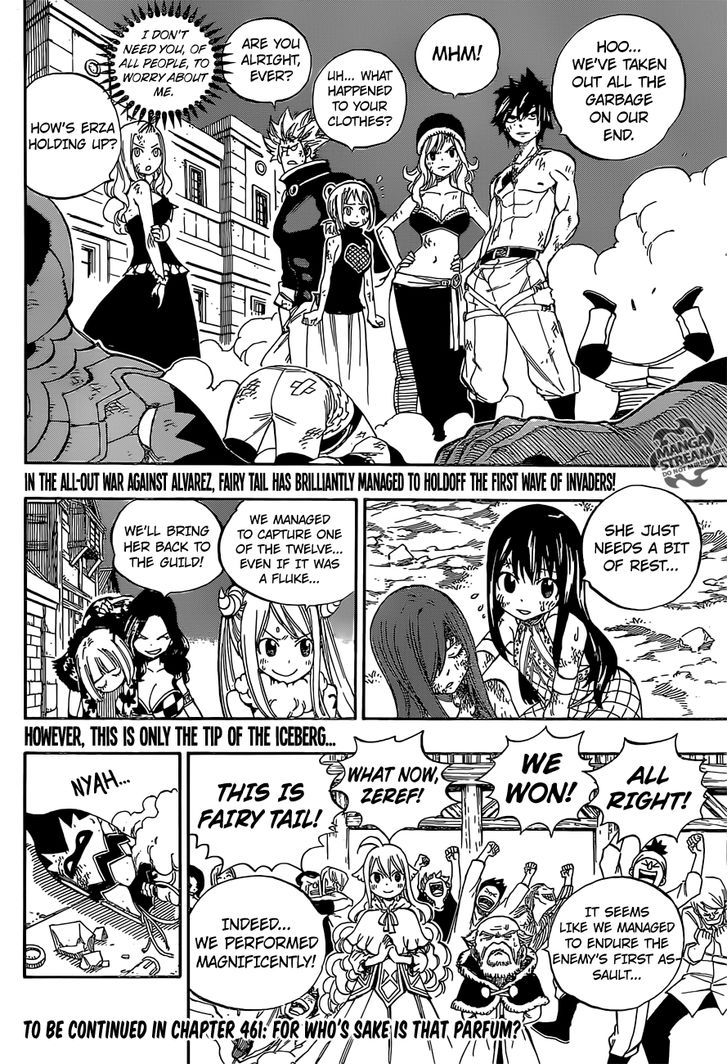 HOO...
WE'VE TAKEN
OUT ALL THE
GARBAGE
ON OUR
END.
MHM!
UH... WHAT
HAPPENED
TO YOUR
CLOTHES?
ARE YOU
ALRIGHT,
EVER?
I DON'T
NEED YOU, OF
ALL PEOPLE, TO
WORRY ABOUT
ME.
HOW'S ERZA
HOLDING UP?
MANGA
STREAM
DO NOT MIRROR
IN THE ALL-OUT WAR AGAINST ALVAREZ, FAIRY TAIL HAS BRILLIANTLY MANAGED TO HOLDOFF THE FIRST WAVE OF INVADERS!
SHE JUST
NEEDS A BIT
OF REST...
WE MANAGED
TO CAPTURE ONE
OF THE TWELVE...
EVEN IF IT WAS
A FLUKE...
WE'LL BRING
HER BACK TO
THE GUILD!
HOWEVER, THIS IS ONLY THE TIP OF THE ICEBERG...
ALL
RIGHT!
WE
WON!
WHAT NOW,
ZEREF!
THIS IS
FAIRY TAIL!
IT SEEMS
LIKE WE MANAGED
TO ENDURE THE
ENEMY'S FIRST AS-
SAULT...
INDEED...
WE PERFORMED
MAGNIFICENTLY!
NYAH...
TO BE CONTINUED IN CHAPTER 461: FOR WHO'S SAKE IS THAT PARFUM?